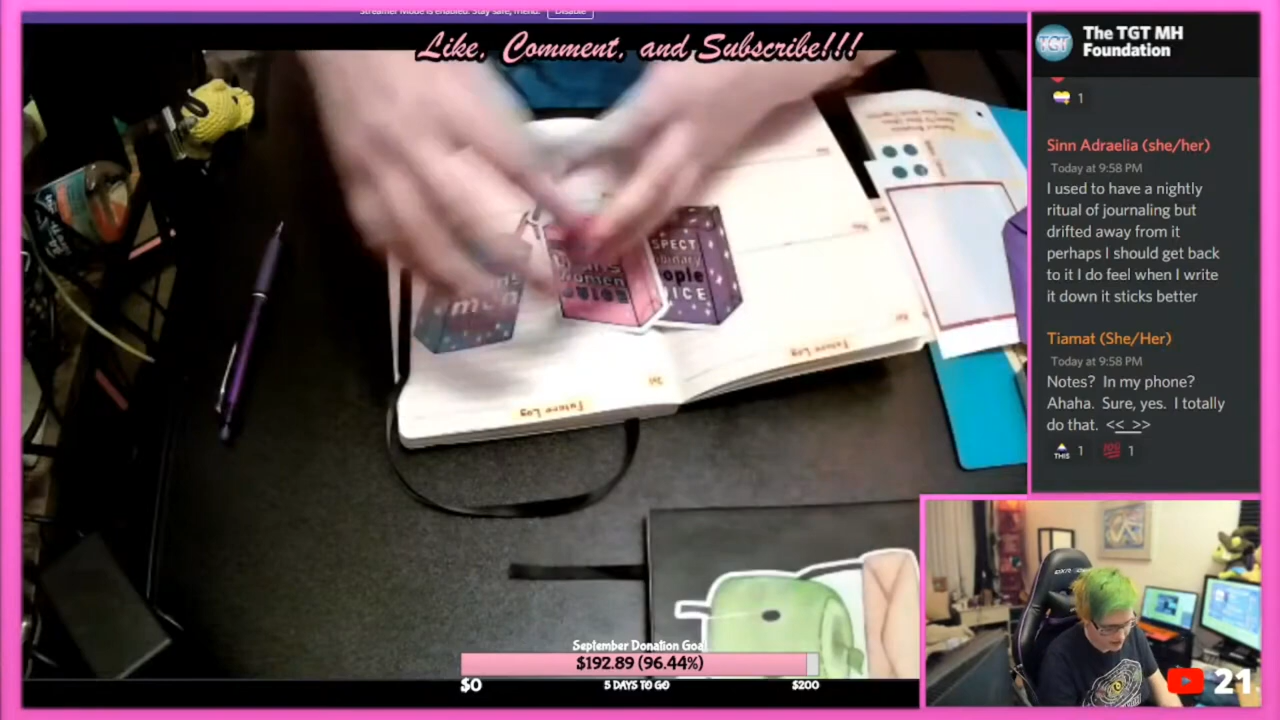 Streamer Mode is enabled. Stay safe, friend. Disable
Like, Comment, and Subscribe!!!
TGT
The TGT MH
Foundation
1
Sinn Adraelia (she/her)
Today at 9:58 PM
I used to have a nightly
ritual of journaling but
drifted away from it
perhaps I should get back
to it I do feel when I write
it down it sticks better
Tiamat (She/Her)
Today at 9:58 PM
Notes? In my phone?
Ahaha. Sure, yes. I totally
do that. << >>
THIS 1 100 1
women
Future Log
Future Log
September Donation Goal
$192.89 (96.44%)
$0
5 DAYS TO GO
$200
21